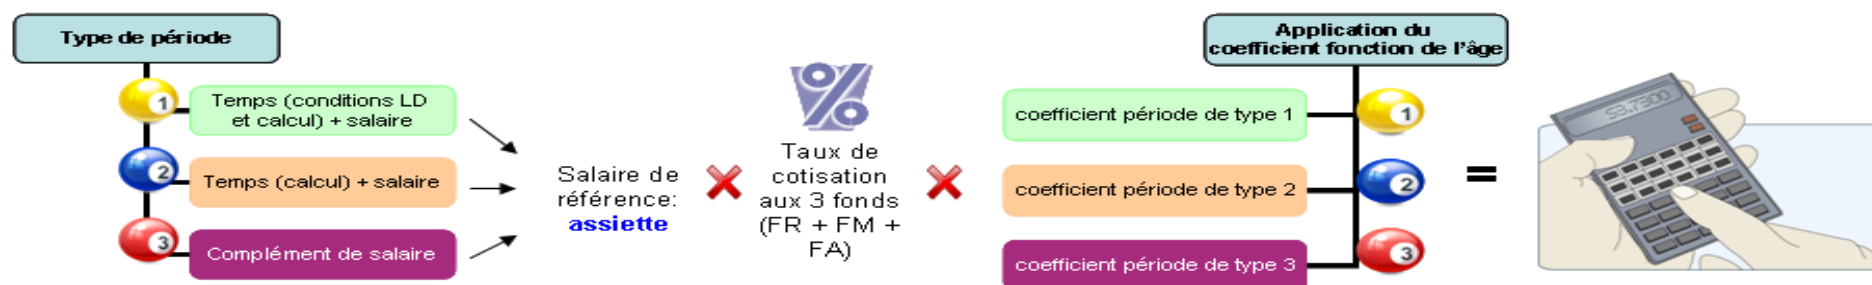 Type de période
1
Temps (conditions LD
et calcul) + salaire
2
Temps (calcul) + salaire
3
Complément de salaire
Salaire de
référence:
assiette
%
Taux de
cotisation
aux 3 fonds
(FR + FM +
FA)
Application du
coefficient fonction de l'âge
coefficient période de type 1
1
coefficient période de type 2
2
coefficient période de type 3
3
=
53.7300